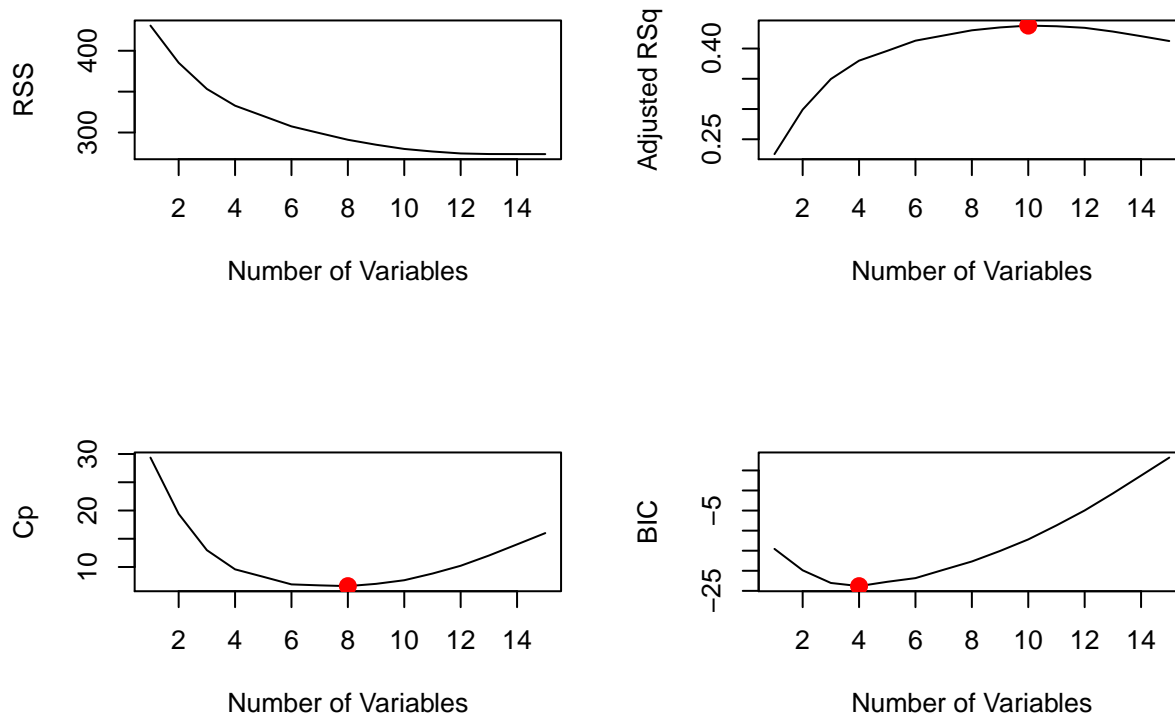 RSS
400
300
2 4 6 8 10 12 14
Number of Variables
Adjusted RSq
0.40
0.25
2 4 6 8 10 12 14
Number of Variables
Cp
30
20
10
2 4 6 8 10 12 14
Number of Variables
BIC
−5
−25
2 4 6 8 10 12 14
Number of Variables